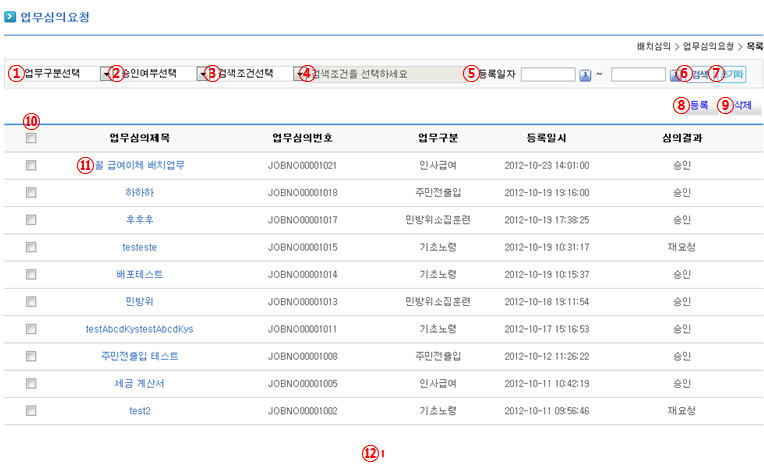 업무심의요청
배치심의 > 업무심의요청 > 목록
① 업무구분선택 ② 승인여부선택 ③ 검색조건선택 ④ 검색조건을 선택하세요 ⑤ 등록일자 ~ ⑥ 검색 ⑦ 초기화
⑧ 등록 ⑨ 삭제
⑩
업무심의제목 업무심의번호 업무구분 등록일시 심의결과
⑪ 월 급여이체 배치업무 JOBNO00001021 인사급여 2012-10-23 14:01:00 승인
하하하 JOBNO00001018 주민전출입 2012-10-19 19:16:00 승인
후후후 JOBNO00001017 민방위소집훈련 2012-10-19 17:38:25 승인
testeste JOBNO00001015 기초노령 2012-10-19 10:31:17 재요청
배포테스트 JOBNO00001014 기초노령 2012-10-19 10:15:37 승인
민방위 JOBNO00001013 민방위소집훈련 2012-10-18 19:11:54 승인
testAbcdKystestAbcdKys JOBNO00001011 기초노령 2012-10-17 15:16:53 승인
주민전출입 테스트 JOBNO00001008 주민전출입 2012-10-12 11:26:22 승인
세금 계산서 JOBNO00001005 인사급여 2012-10-11 10:42:19 승인
test2 JOBNO00001002 기초노령 2012-10-11 09:56:46 재요청
⑫ 1